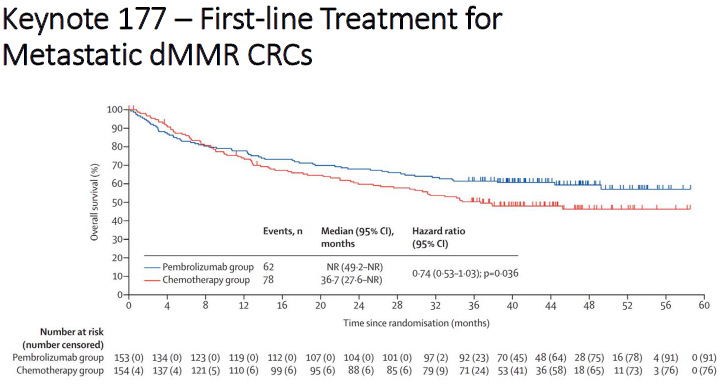 Keynote 177 – First-line Treatment for
Metastatic dMMR CRCs
100
90
80
70
60
50
40
30
20
10
0
Overall survival (%)
Events, n Median (95% CI), months Hazard ratio (95% CI)
Pembrolizumab group 62 NR (49·2–NR) 0·74 (0·53–1·03); p=0·036
Chemotherapy group 78 36·7 (27·6–NR)
0 4 8 12 16 20 24 28 32 36 40 44 48 52 56 60
Time since randomisation (months)
Number at risk
(number censored)
Pembrolizumab group 153 (0) 134 (0) 123 (0) 119 (0) 112 (0) 107 (0) 104 (0) 101 (0) 97 (2) 92 (23) 70 (45) 48 (64) 28 (75) 16 (78) 4 (91) 0 (91)
Chemotherapy group 154 (4) 137 (4) 121 (5) 110 (6) 99 (6) 95 (6) 88 (6) 85 (6) 79 (9) 71 (24) 53 (41) 36 (58) 18 (65) 11 (73) 3 (76) 0 (76)